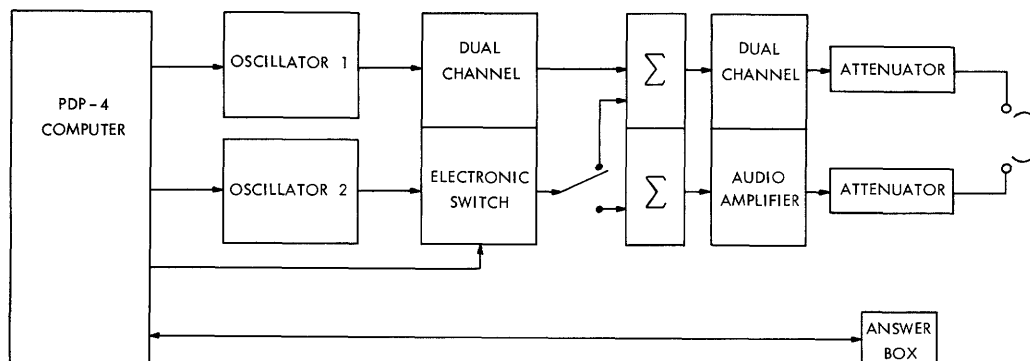 PDP-4
COMPUTER
OSCILLATOR 1
OSCILLATOR 2
DUAL
CHANNEL
ELECTRONIC
SWITCH
Σ
Σ
DUAL
CHANNEL
AUDIO
AMPLIFIER
ATTENUATOR
ATTENUATOR
ANSWER
BOX